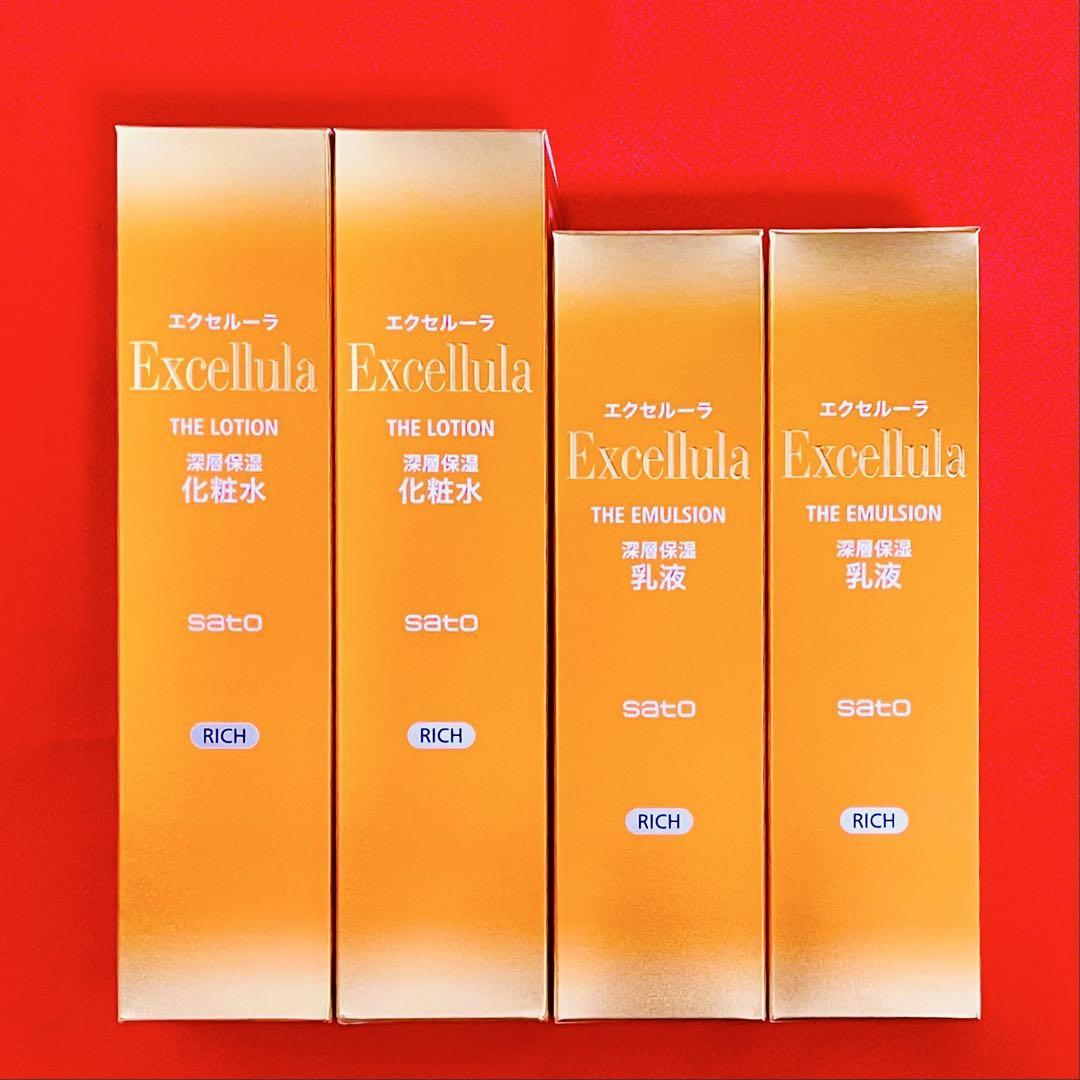 エクセルーラ
Excellula
THE LOTION
深層保湿
化粧水
sato
RICH
エクセルーラ
Excellula
THE LOTION
深層保湿
化粧水
sato
RICH
エクセルーラ
Excellula
THE EMULSION
深層保湿
乳液
sato
RICH
エクセルーラ
Excellula
THE EMULSION
深層保湿
乳液
sato
RICH